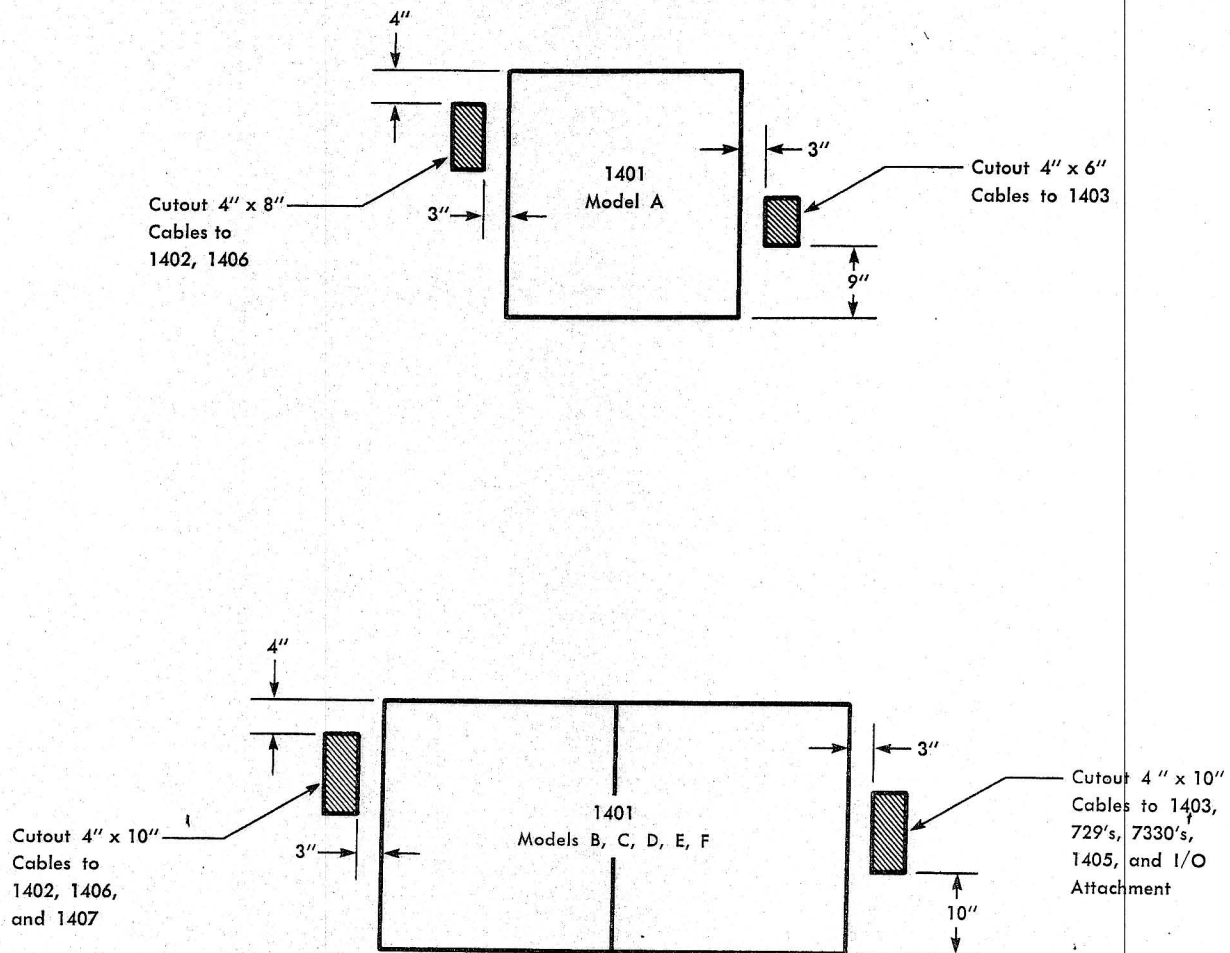 4"
1401
Model A
3"
Cutout 4" x 6"
Cables to 1403
Cutout 4" x 8"
Cables to
1402, 1406
3"
9"
4"
3"
1401
Models B, C, D, E, F
Cutout 4" x 10"
Cables to 1403,
729's, 7330's,
1405, and I/O
Attachment
Cutout 4" x 10"
Cables to
1402, 1406,
and 1407
3"
10"